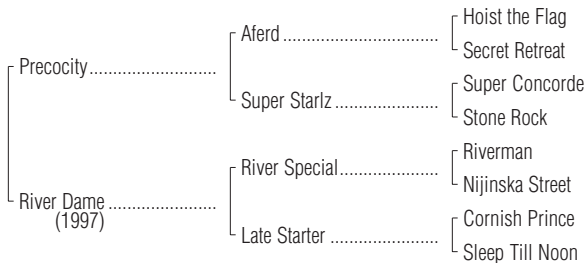 Hoist the Flag
Aferd
Secret Retreat
Precocity
Super Concorde
Super Starlz
Stone Rock
Riverman
River Special
Nijinska Street
River Dame
(1997)
Cornish Prince
Late Starter
Sleep Till Noon